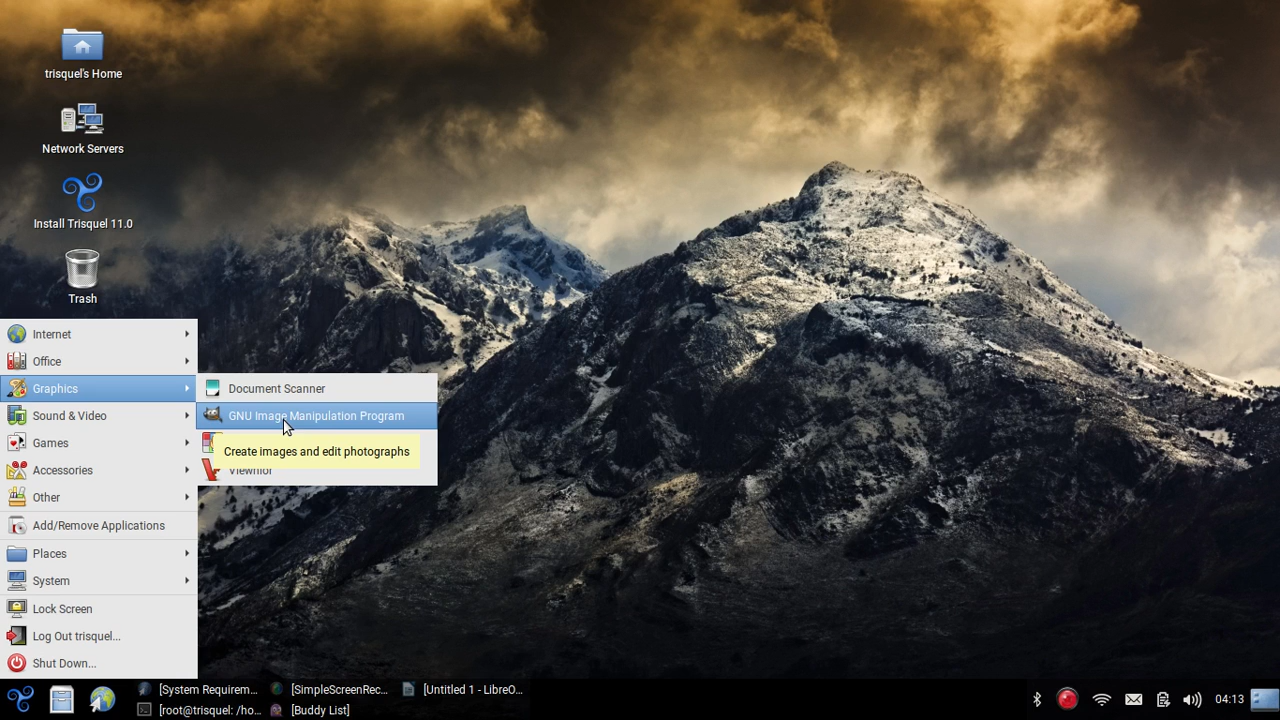 trisquel's Home
Network Servers
Install Trisquel 11.0
Trash
Internet
Office
Graphics
Sound & Video
Games
Accessories
Other
Add/Remove Applications
Places
System
Lock Screen
Log Out trisquel...
Shut Down...
Document Scanner
GNU Image Manipulation Program
Create images and edit photographs
Viewnior
[System Requirem...
[SimpleScreenRec...
[Untitled 1 - LibreO...
[root@trisquel: /ho...
[Buddy List]
04:13